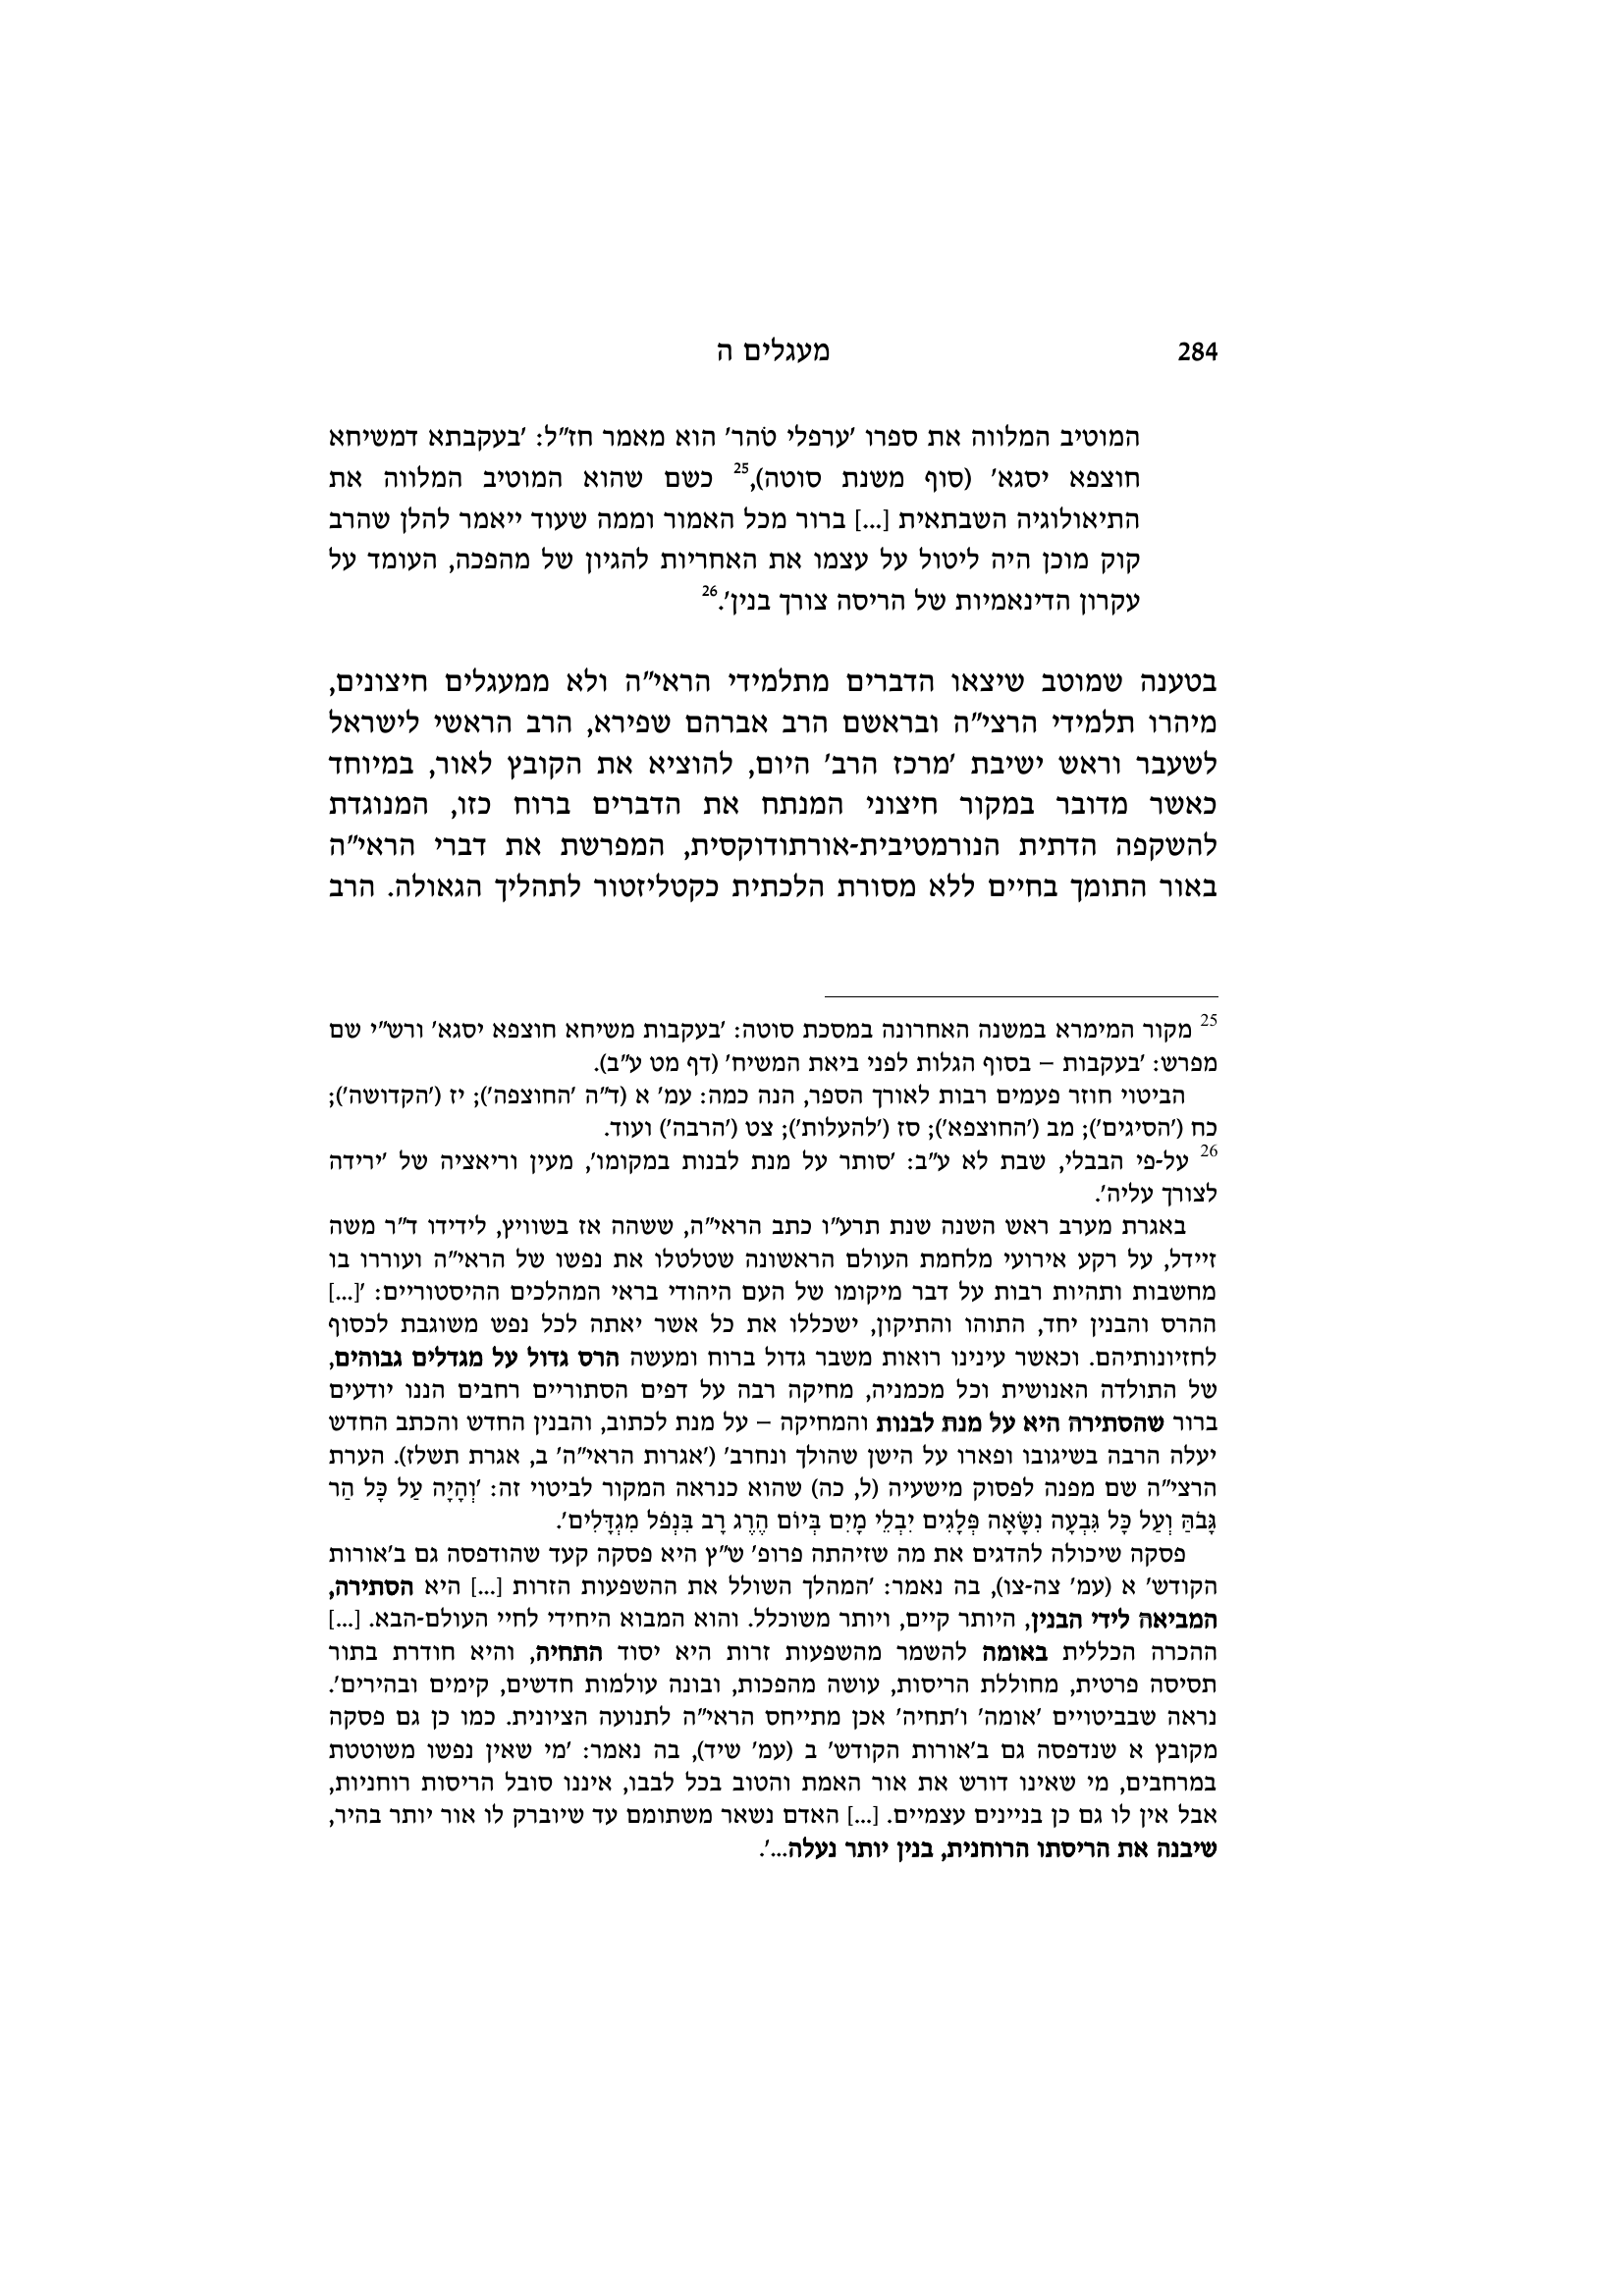 284 מעגלים ה
המוטיב המלווה את ספרו 'ערפלי טֹהר' הוא מאמר חז"ל: 'בעקבתא דמשיחא
חוצפא יסגא' (סוף משנת סוטה),25 כשם שהוא המוטיב המלווה את
התיאולוגיה השבתאית [...] ברור מכל האמור וממה שעוד ייאמר להלן שהרב
קוק מוכן היה ליטול על עצמו את האחריות להגיון של מהפכה, העומד על
עקרון הדינאמיות של הריסה צורך בנין'.26
בטענה שמוטב שיצאו הדברים מתלמידי הראי"ה ולא ממעגלים חיצונים,
מיהרו תלמידי הרצי"ה ובראשם הרב אברהם שפירא, הרב הראשי לישראל
לשעבר וראש ישיבת 'מרכז הרב' היום, להוציא את הקובץ לאור, במיוחד
כאשר מדובר במקור חיצוני המנתח את הדברים ברוח כזו, המנוגדת
להשקפה הדתית הנורמטיבית-אורתודוקסית, המפרשת את דברי הראי"ה
באור התומך בחיים ללא מסורת הלכתית כקטליזטור לתהליך הגאולה. הרב
25 מקור המימרא במשנה האחרונה במסכת סוטה: 'בעקבות משיחא חוצפא יסגא' ורש"י שם
מפרש: 'בעקבות – בסוף הגלות לפני ביאת המשיח' (דף מט ע"ב).
הביטוי חוזר פעמים רבות לאורך הספר, הנה כמה: עמ' א (ד"ה 'החוצפה'); יז ('הקדושה');
כח ('הסיגים'); מב ('החוצפא'); סז ('להעלות'); צט ('הרבה') ועוד.
26 על-פי הבבלי, שבת לא ע"ב: 'סותר על מנת לבנות במקומו', מעין וריאציה של 'ירידה
לצורך עליה'.
באגרת מערב ראש השנה שנת תרע"ו כתב הראי"ה, ששהה אז בשוויץ, לידידו ד"ר משה
זיידל, על רקע אירועי מלחמת העולם הראשונה שטלטלו את נפשו של הראי"ה ועוררו בו
מחשבות ותהיות רבות על דבר מיקומו של העם היהודי בראי המהלכים ההיסטוריים: '[...]
ההרס והבנין יחד, התוהו והתיקון, ישכללו את כל אשר יאתה לכל נפש משוגבת לכסוף
לחזיונותיהם. וכאשר עינינו רואות משבר גדול ברוח ומעשה הרס גדול על מגדלים גבוהים,
של התולדה האנושית וכל מכמניה, מחיקה רבה על דפים הסתוריים רחבים הננו יודעים
ברור שהסתירה היא על מנת לבנות והמחיקה – על מנת לכתוב, והבנין החדש והכתב החדש
יעלה הרבה בשיגובו ופארו על הישן שהולך ונחרב' ('אגרות הראי"ה' ב, אגרת תשלז). הערת
הרצי"ה שם מפנה לפסוק מישעיה (ל, כה) שהוא כנראה המקור לביטוי זה: 'וְהָיָה עַל כָּל הַר
גָּבֹהַּ וְעַל כָּל גִּבְעָה נִשָּׂאָה פְּלָגִים יִבְלֵי מָיִם בְּיוֹם הֶרֶג רָב בִּנְפֹל מִגְדָּלִים'.
פסקה שיכולה להדגים את מה שזיהתה פרופ' ש"ץ היא פסקה קעד שהודפסה גם ב'אורות
הקודש' א (עמ' צה-צו), בה נאמר: 'המהלך השולל את ההשפעות הזרות [...] היא הסתירה,
המביאה לידי הבנין, היותר קיים, ויותר משוכלל. והוא המבוא היחידי לחיי העולם-הבא. [...]
ההכרה הכללית באומה להשמר מהשפעות זרות היא יסוד התחיה, והיא חודרת בתור
תסיסה פרטית, מחוללת הריסות, עושה מהפכות, ובונה עולמות חדשים, קימים ובהירים'.
נראה שבביטויים 'אומה' ו'תחיה' אכן מתייחס הראי"ה לתנועה הציונית. כמו כן גם פסקה
מקובץ א שנדפסה גם ב'אורות הקודש' ב (עמ' שיד), בה נאמר: 'מי שאין נפשו משוטטת
במרחבים, מי שאינו דורש את אור האמת והטוב בכל לבבו, איננו סובל הריסות רוחניות,
אבל אין לו גם כן בניינים עצמיים. [...] האדם נשאר משתומם עד שיוברק לו אור יותר בהיר,
שיבנה את הריסתו הרוחנית, בנין יותר נעלה...'.